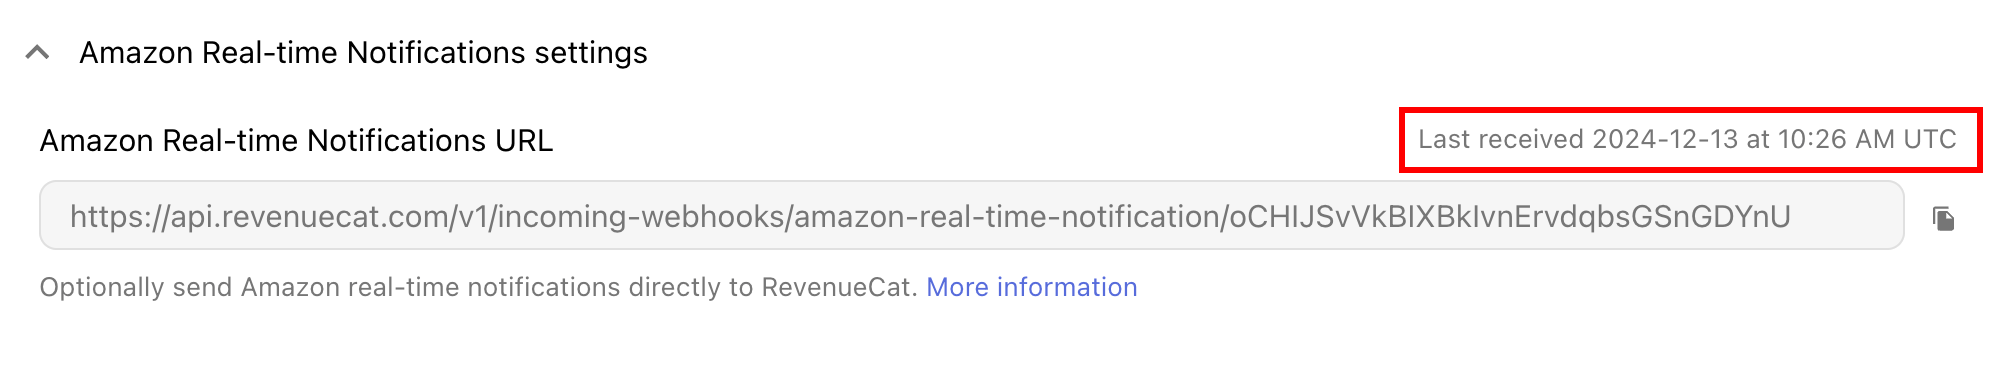 Amazon Real-time Notifications settings
Amazon Real-time Notifications URL
Last received 2024-12-13 at 10:26 AM UTC
https://api.revenuecat.com/v1/incoming-webhooks/amazon-real-time-notification/oCHIJSvVkBIXBkIvnErvdqbsGSnGDYnU
Optionally send Amazon real-time notifications directly to RevenueCat. More information